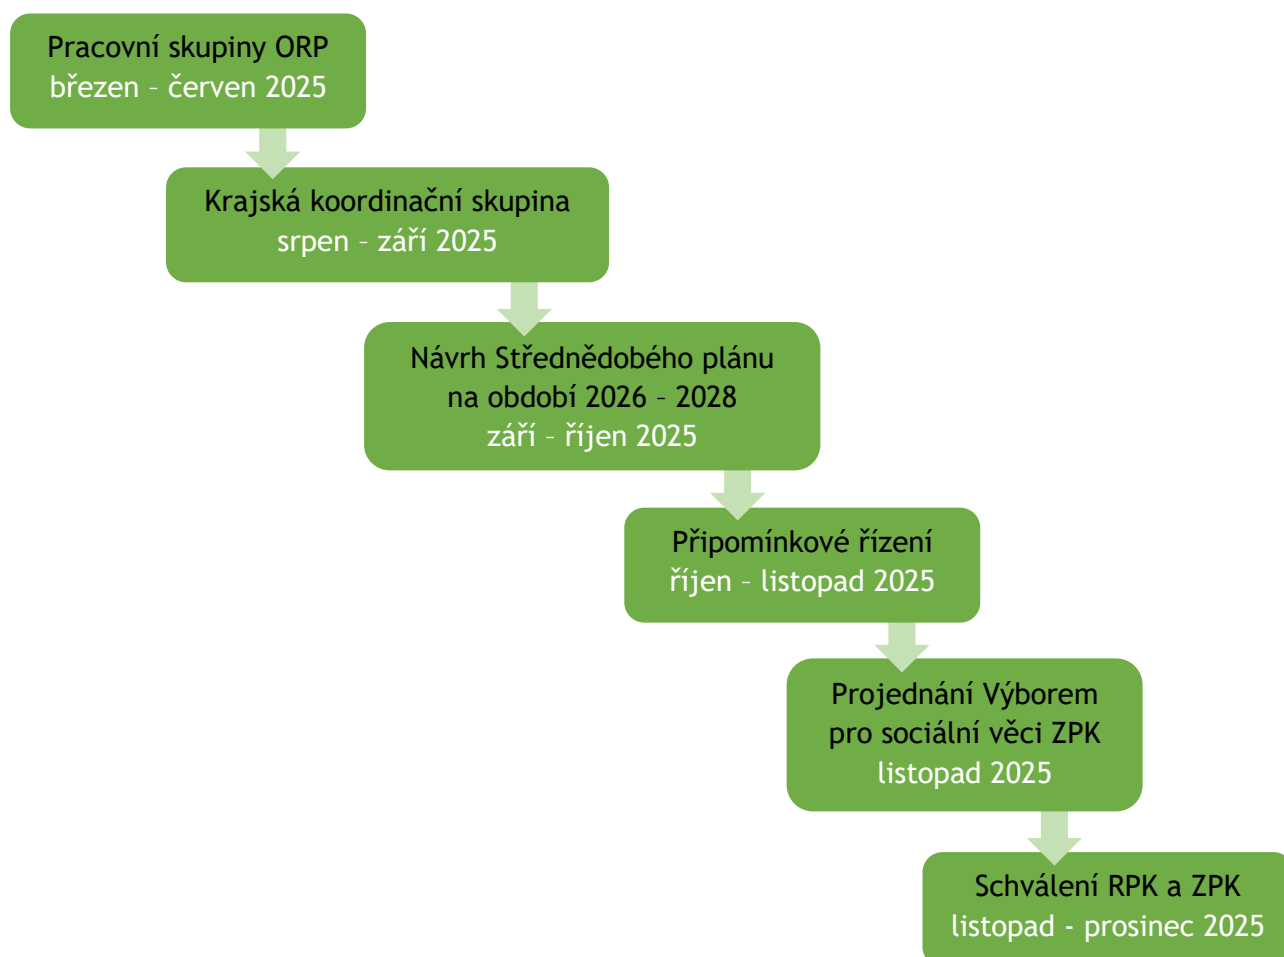 Pracovní skupiny ORP
březen – červen 2025
Krajská koordinační skupina
srpen – září 2025
Návrh Střednědobého plánu
na období 2026 – 2028
září – říjen 2025
Připomínkové řízení
říjen – listopad 2025
Projednání Výborem
pro sociální věci ZPK
listopad 2025
Schválení RPK a ZPK
listopad - prosinec 2025